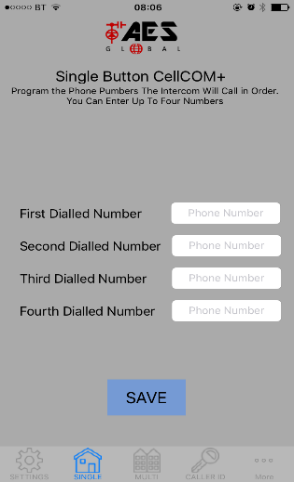 BT 08:06
AES
GLOBAL
Single Button CellCOM+
Program the Phone Pumbers The Intercom Will Call in Order.
You Can Enter Up To Four Numbers
First Dialled Number Phone Number
Second Dialled Number Phone Number
Third Dialled Number Phone Number
Fourth Dialled Number Phone Number
SAVE
SETTINGS SINGLE MULTI CALLER ID More